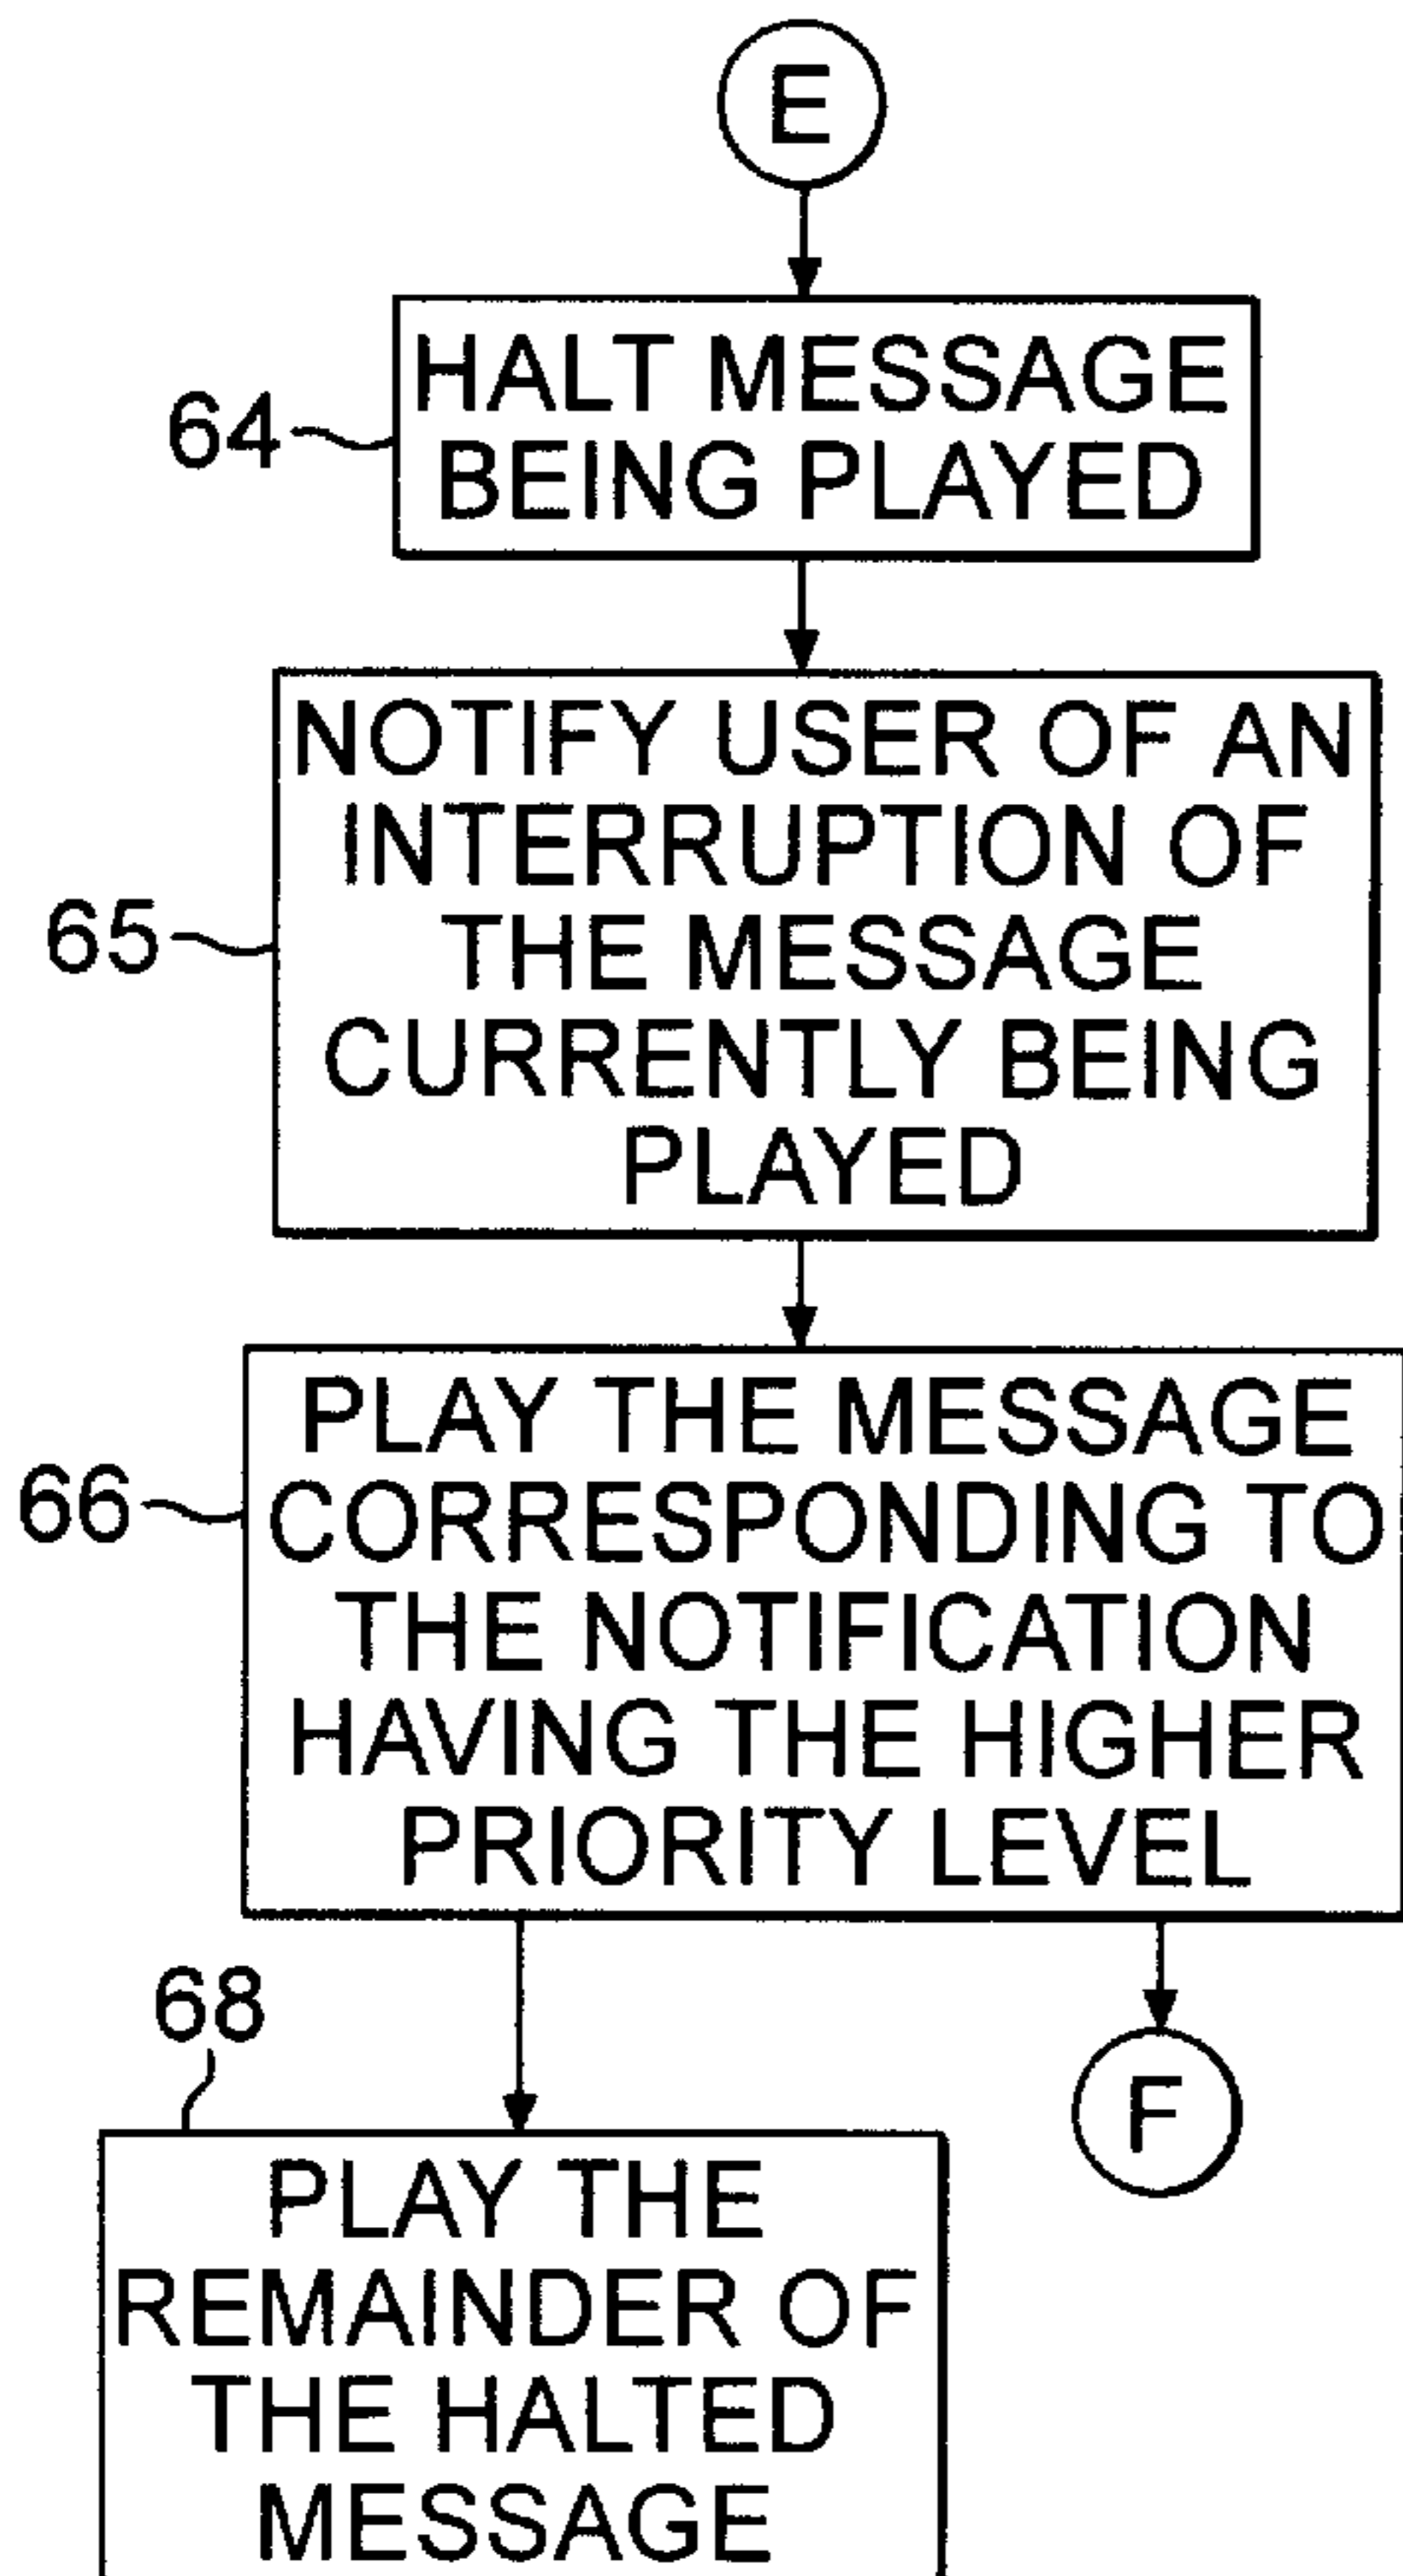 E
64
HALT MESSAGE
BEING PLAYED
65
NOTIFY USER OF AN
INTERRUPTION OF
THE MESSAGE
CURRENTLY BEING
PLAYED
66
PLAY THE MESSAGE
CORRESPONDING TO
THE NOTIFICATION
HAVING THE HIGHER
PRIORITY LEVEL
68
F
PLAY THE
REMAINDER OF
THE HALTED
MESSAGE